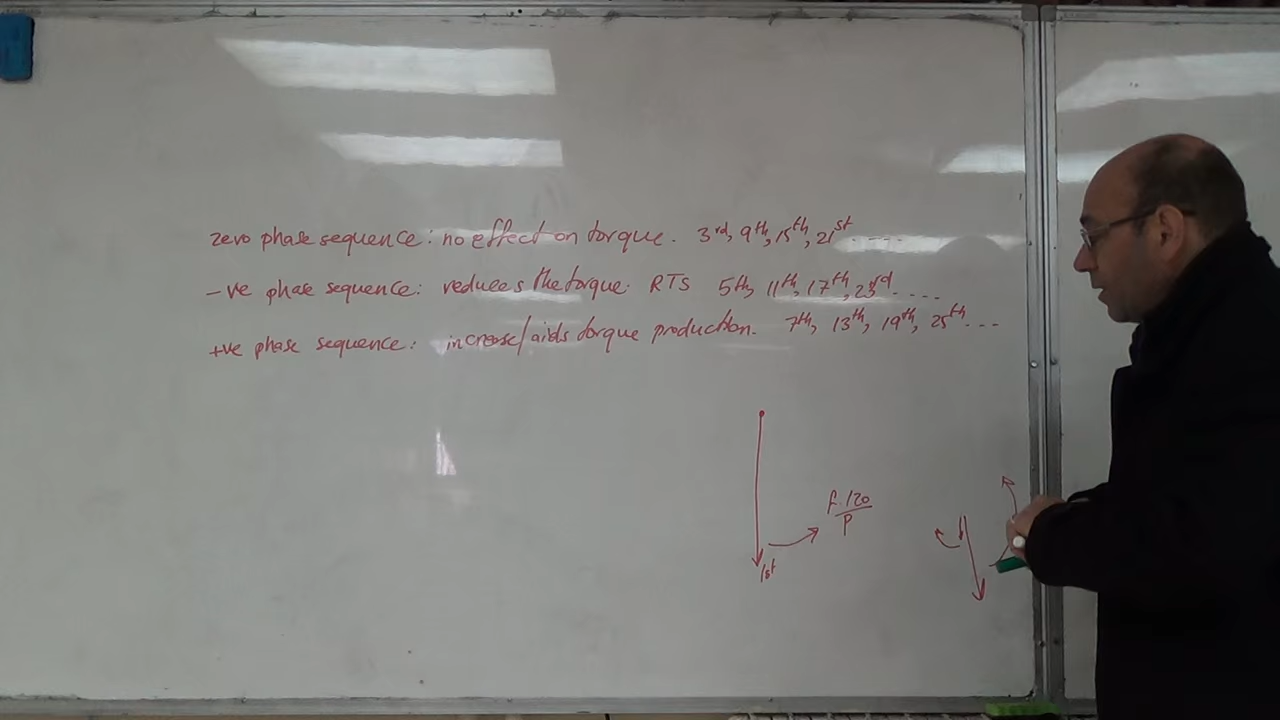 zero phase sequence: no effect on torque. 3rd, 9th, 15th, 21st ....
-ve phase sequence: reduces the torque. RTS 5th, 11th, 17th, 23rd....
+ve phase sequence: increase/aids torque production. 7th, 13th, 19th, 25th...
f.120
P
1st